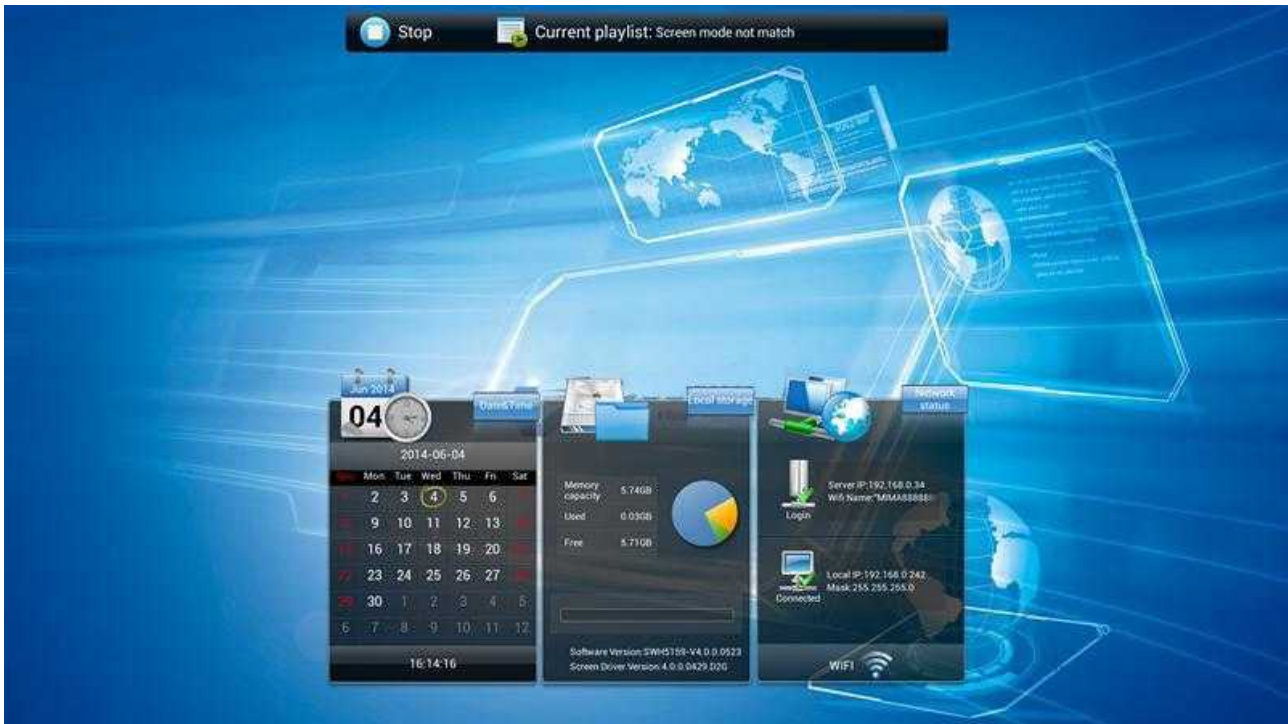 Stop
Current playlist: Screen mode not match
Jun 2014
04
Date&Time
2014-06-04
Mon Tue Wed Thu Fri Sat
2 3 4 5 6
9 10 11 12 13
16 17 18 19 20
23 24 25 26 27
29 30 1 2 3 4 5
6 7 8 9 10 11 12
16:14:16
Local storage
Memory capacity 5.74GB
Used 0.03GB
Free 5.71GB
Software Version:SWH5159-V4.0.0.0523
Screen Driver Version:4.0.0.0429.D2G
Network
status
Server IP:192.168.0.34
Wifi Name:"MIMA88888
Login
Local IP:192.168.0.242
Mask:255.255.255.0
Connected
WIFI